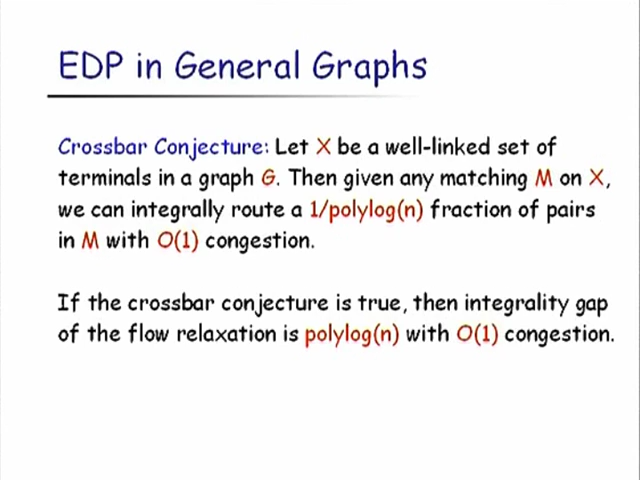 EDP in General Graphs
Crossbar Conjecture: Let X be a well-linked set of
terminals in a graph G. Then given any matching M on X,
we can integrally route a 1/polylog(n) fraction of pairs
in M with O(1) congestion.
If the crossbar conjecture is true, then integrality gap
of the flow relaxation is polylog(n) with O(1) congestion.